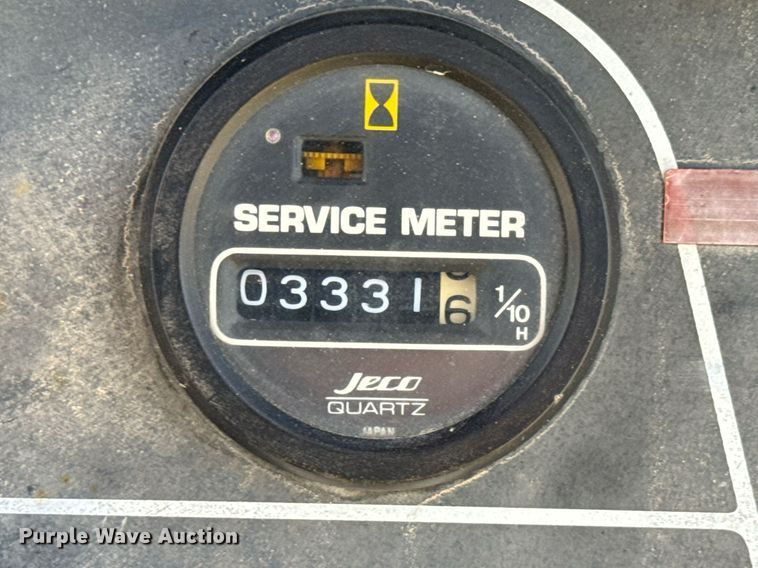 SERVICE METER
03331 6 1/10 H
Jeco
QUARTZ
JAPAN
Purple Wave Auction